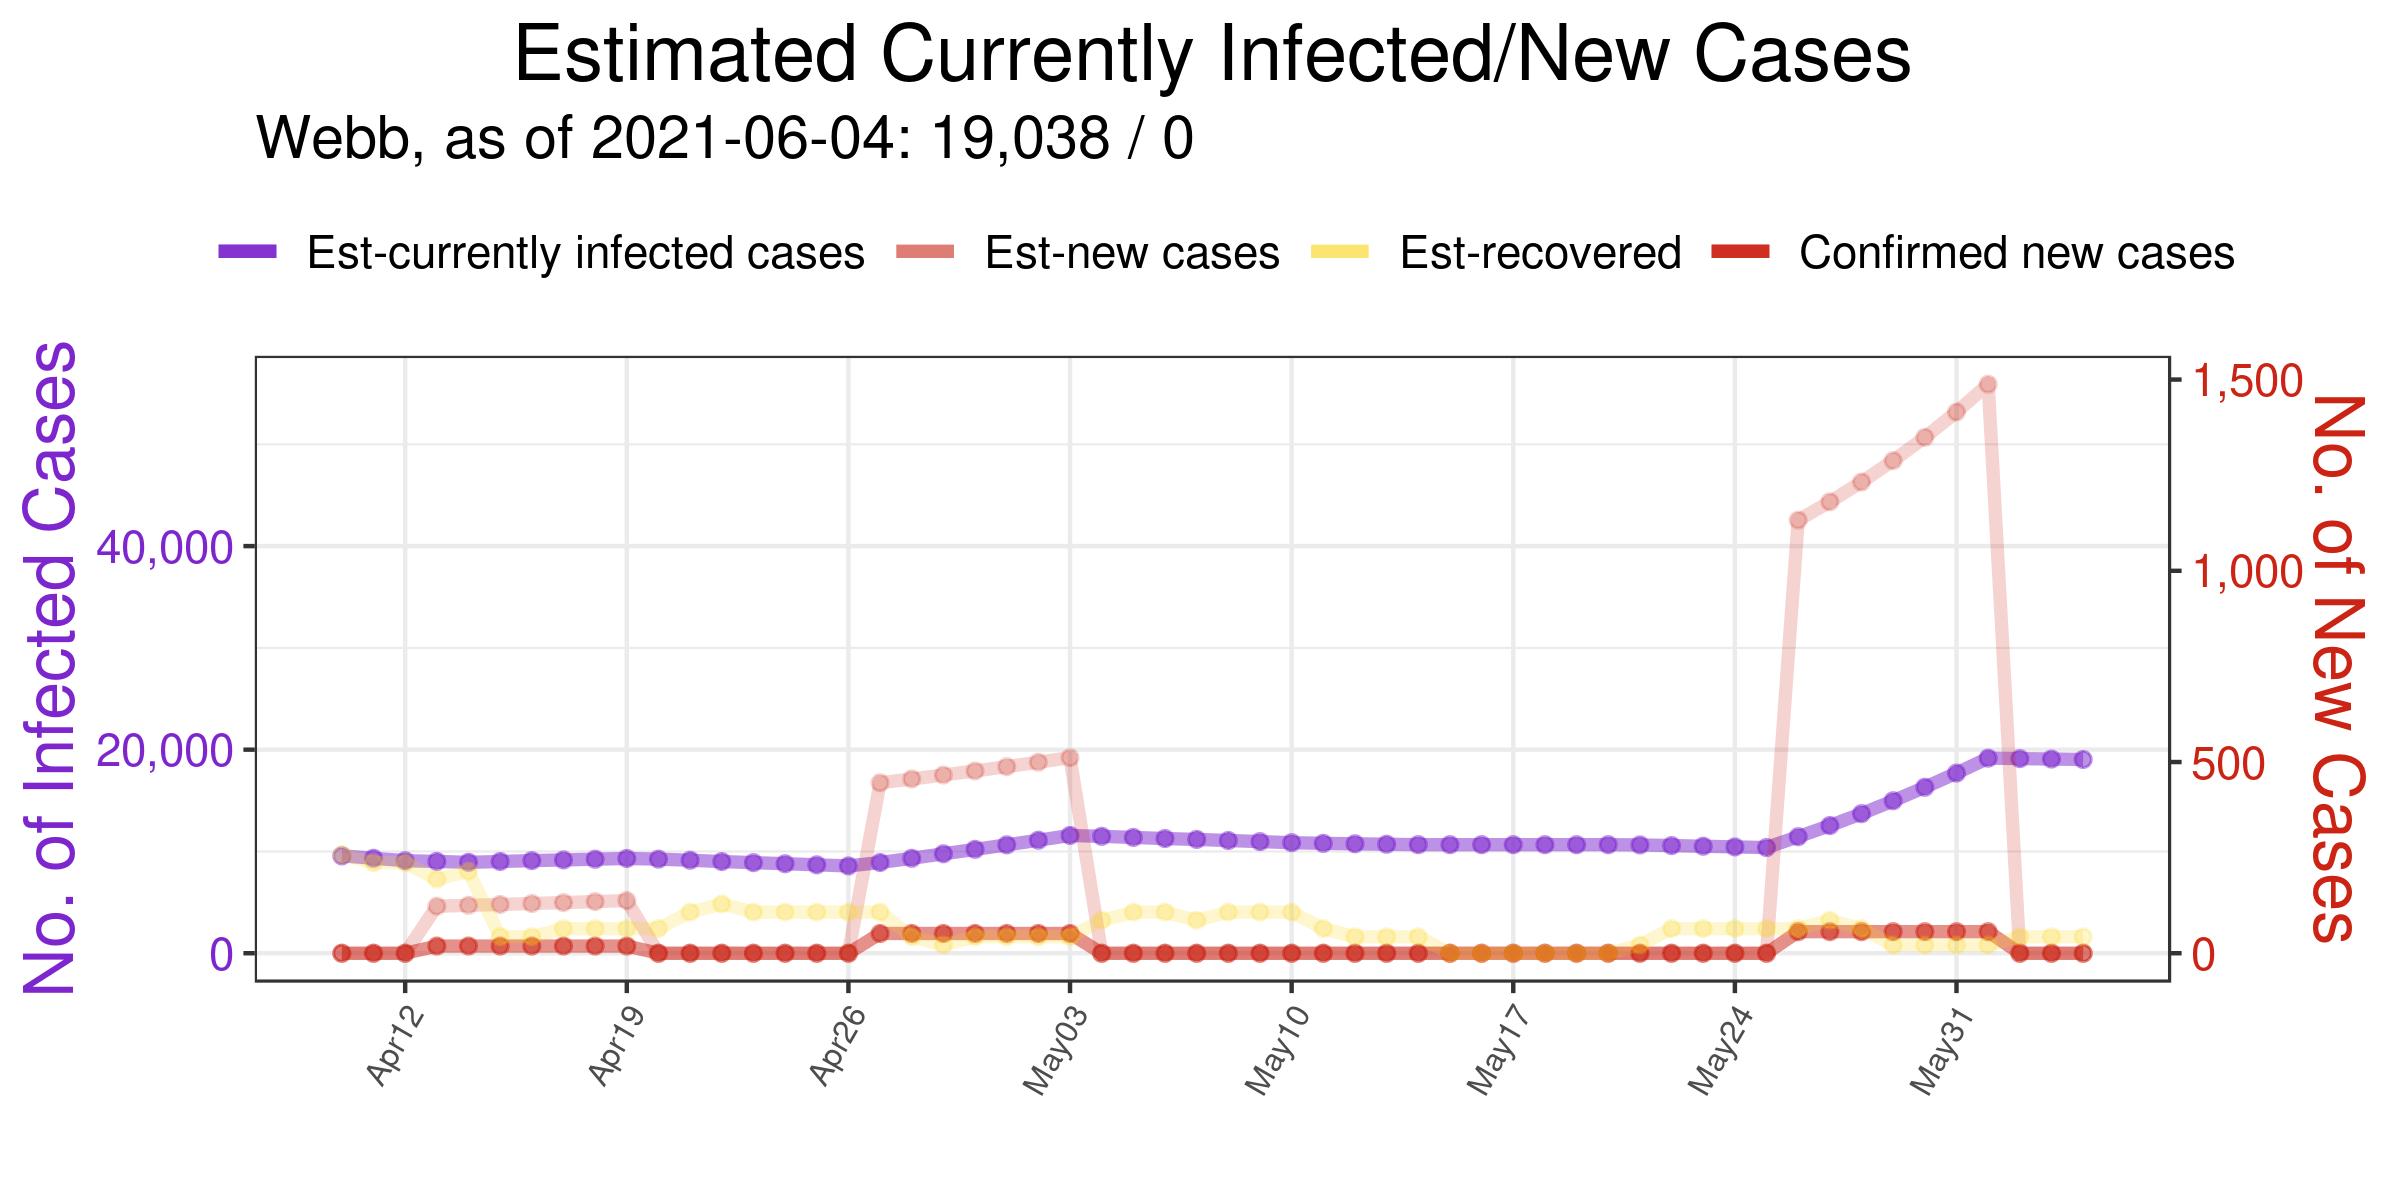 Estimated Currently Infected/New Cases
Webb, as of 2021-06-04: 19,038 / 0
Est-currently infected cases Est-new cases Est-recovered Confirmed new cases
No. of Infected Cases
40,000
20,000
0
1,500
1,000
500
0
No. of New Cases
Apr12 Apr19 Apr26 May03 May10 May17 May24 May31